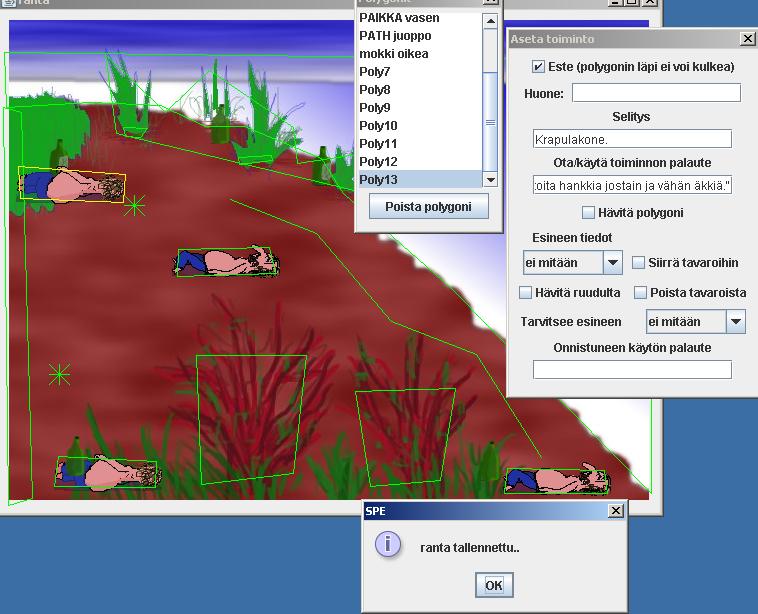 ranta
Polygonit
PAIKKA vasen
PATH juoppo
mokki oikea
Poly7
Poly8
Poly9
Poly10
Poly11
Poly12
Poly13
Poista polygoni
Aseta toiminto
Este (polygonin läpi ei voi kulkea)
Huone:
Selitys
Krapulakone.
Ota/käytä toiminnon palaute
:oita hankkia jostain ja vähän äkkiä."
Hävitä polygoni
Esineen tiedot
ei mitään
Siirrä tavaroihin
Hävitä ruudulta
Poista tavaroista
Tarvitsee esineen
ei mitään
Onnistuneen käytön palaute
SPE
ranta tallennettu..
OK